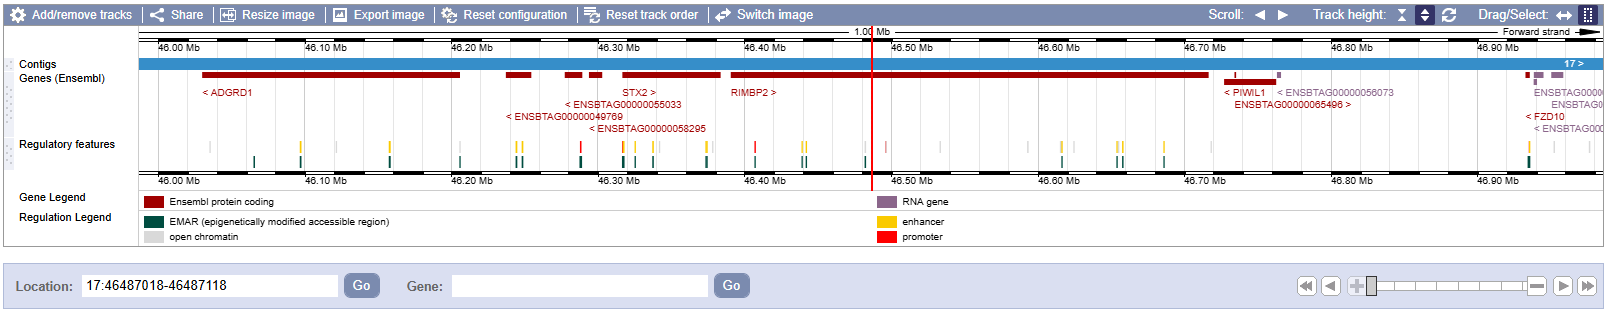 Add/remove tracks Share Resize image Export image Reset configuration Reset track order Switch image Scroll: Track height: Drag/Select:
1.00 Mb Forward strand
46.00 Mb 46.10 Mb 46.20 Mb 46.30 Mb 46.40 Mb 46.50 Mb 46.60 Mb 46.70 Mb 46.80 Mb 46.90 Mb
Contigs 17 >
Genes (Ensembl)
< ADGRD1 STX2 > RIMBP2 > < PIWIL1 < ENSBTAG00000056073 ENSBTAG0000
< ENSBTAG00000055033 ENSBTAG00000065496 > ENSBTAG0
< ENSBTAG00000049769 < FZD10
< ENSBTAG00000058295 < ENSBTAG000
Regulatory features
46.00 Mb 46.10 Mb 46.20 Mb 46.30 Mb 46.40 Mb 46.50 Mb 46.60 Mb 46.70 Mb 46.80 Mb 46.90 Mb
Gene Legend Ensembl protein coding RNA gene
Regulation Legend EMAR (epigenetically modified accessible region) enhancer
open chromatin promoter
Location: 17:46487018-46487118 Go Gene: Go